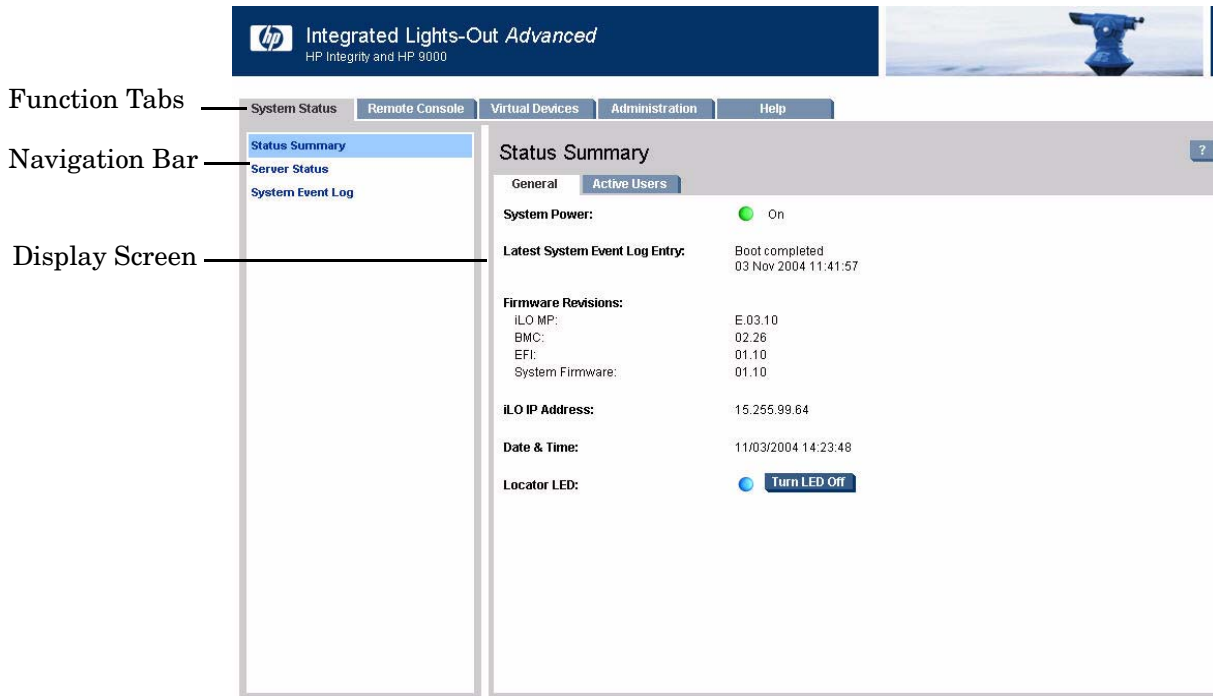 hp
Integrated Lights-Out Advanced
HP Integrity and HP 9000
Function Tabs
System Status
Remote Console
Virtual Devices
Administration
Help
Navigation Bar
Status Summary
Server Status
System Event Log
Display Screen
Status Summary
?
General
Active Users
System Power: On
Latest System Event Log Entry: Boot completed
03 Nov 2004 11:41:57
Firmware Revisions:
iLO MP: E.03.10
BMC: 02.26
EFI: 01.10
System Firmware: 01.10
iLO IP Address: 15.255.99.64
Date & Time: 11/03/2004 14:23:48
Locator LED: Turn LED Off